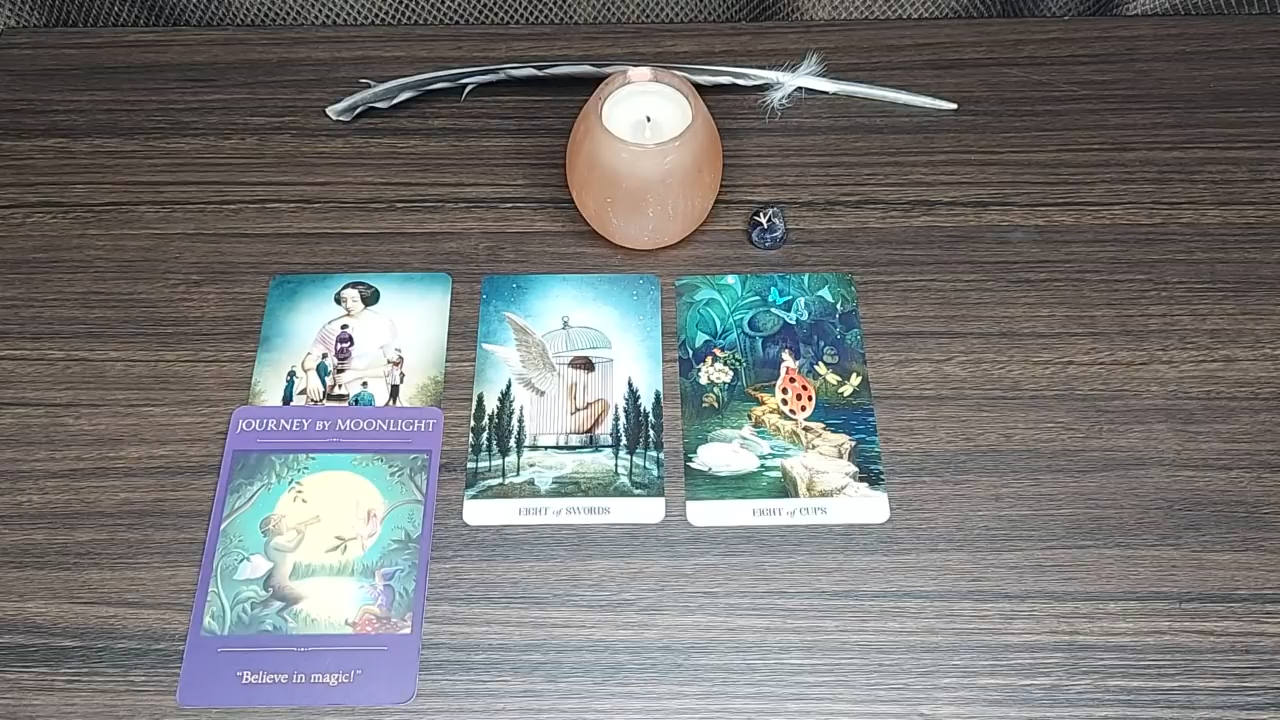 JOURNEY BY MOONLIGHT
EIGHT of SWORDS
EIGHT of CUPS
"Believe in magic!"